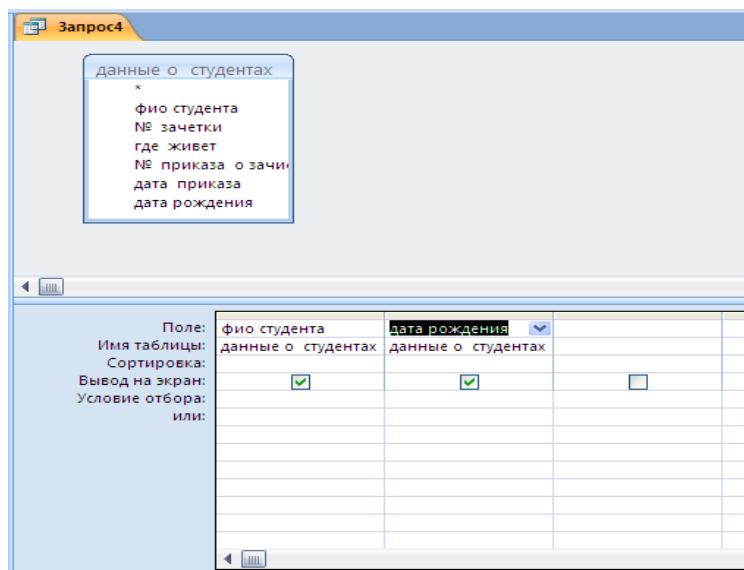 Запрос4
данные о студентах
*
фио студента
№ зачетки
где живет
№ приказа о зачи
дата приказа
дата рождения
Поле: фио студента дата рождения
Имя таблицы: данные о студентах данные о студентах
Сортировка:
Вывод на экран:
Условие отбора:
или: